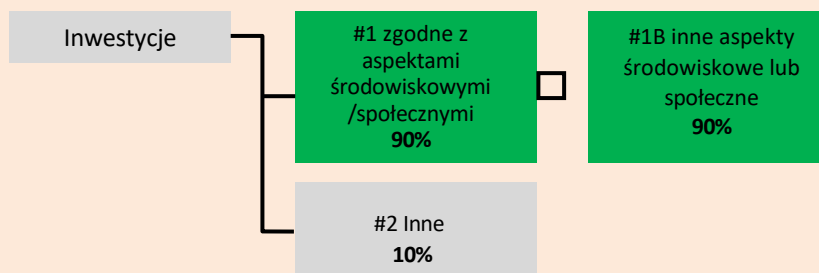 Inwestycje
#1 zgodne z
aspektami
środowiskowymi
/społecznymi
90%
#1B inne aspekty
środowiskowe lub
społeczne
90%
#2 Inne
10%